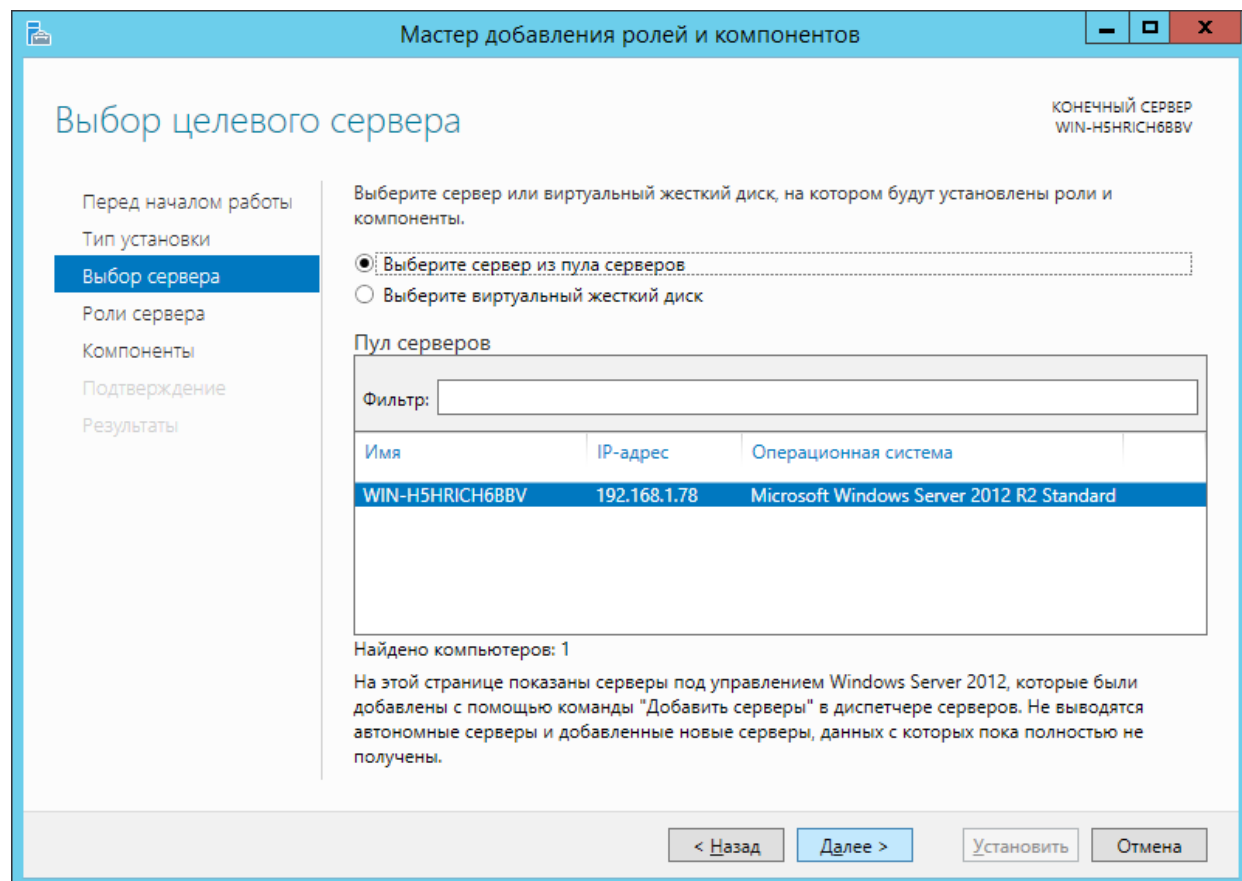 Мастер добавления ролей и компонентов
Выбор целевого сервера
КОНЕЧНЫЙ СЕРВЕР
WIN-H5HRICH6BBV
Перед началом работы
Тип установки
Выбор сервера
Роли сервера
Компоненты
Подтверждение
Результаты
Выберите сервер или виртуальный жесткий диск, на котором будут установлены роли и
компоненты.
Выберите сервер из пула серверов
Выберите виртуальный жесткий диск
Пул серверов
Фильтр:
Имя IP-адрес Операционная система
WIN-H5HRICH6BBV 192.168.1.78 Microsoft Windows Server 2012 R2 Standard
Найдено компьютеров: 1
На этой странице показаны серверы под управлением Windows Server 2012, которые были
добавлены с помощью команды "Добавить серверы" в диспетчере серверов. Не выводятся
автономные серверы и добавленные новые серверы, данных с которых пока полностью не
получены.
< Назад Далее > Установить Отмена